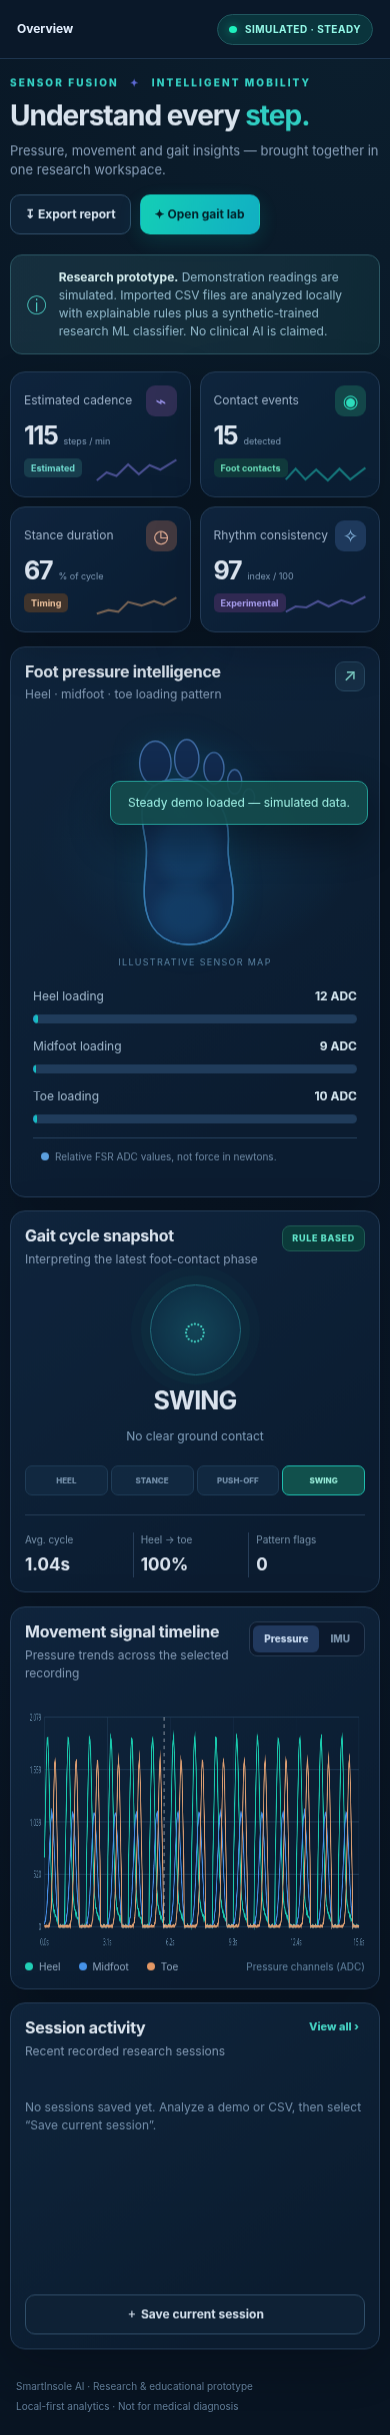 Overview
SIMULATED · STEADY
SENSOR FUSION ✦ INTELLIGENT MOBILITY
Understand every step.
Pressure, movement and gait insights — brought together in
one research workspace.
↧ Export report
✦ Open gait lab
Research prototype. Demonstration readings are
simulated. Imported CSV files are analyzed locally
with explainable rules plus a synthetic-trained
research ML classifier. No clinical AI is claimed.
Estimated cadence
115 steps / min
Estimated
Contact events
15 detected
Foot contacts
Stance duration
67 % of cycle
Timing
Rhythm consistency
97 index / 100
Experimental
Foot pressure intelligence
Heel · midfoot · toe loading pattern
Steady demo loaded — simulated data.
ILLUSTRATIVE SENSOR MAP
Heel loading 12 ADC
Midfoot loading 9 ADC
Toe loading 10 ADC
Relative FSR ADC values, not force in newtons.
Gait cycle snapshot
RULE BASED
Interpreting the latest foot-contact phase
SWING
No clear ground contact
HEEL STANCE PUSH-OFF SWING
Avg. cycle Heel → toe Pattern flags
1.04s 100% 0
Movement signal timeline
Pressure IMU
Pressure trends across the selected
recording
520
0
0.0s 3.1s 6.2s
Heel Midfoot Toe Pressure channels (ADC)
Session activity
View all ›
Recent recorded research sessions
No sessions saved yet. Analyze a demo or CSV, then select
“Save current session”.
+ Save current session
SmartInsole AI · Research & educational prototype
Local-first analytics · Not for medical diagnosis